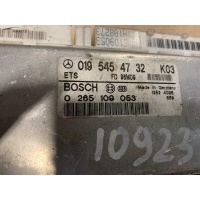 019 545 47 32 K03
ETS
BOSCH
Made in Germany
0 265 109 053
10923